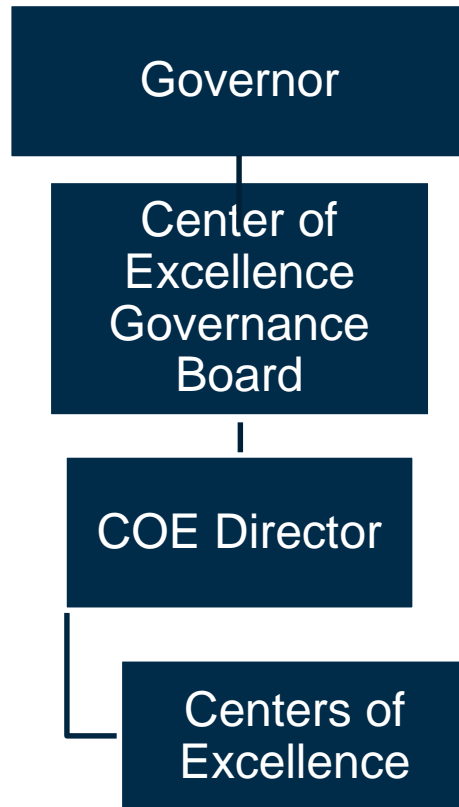 Governor
Center of
Excellence
Governance
Board
COE Director
Centers of
Excellence